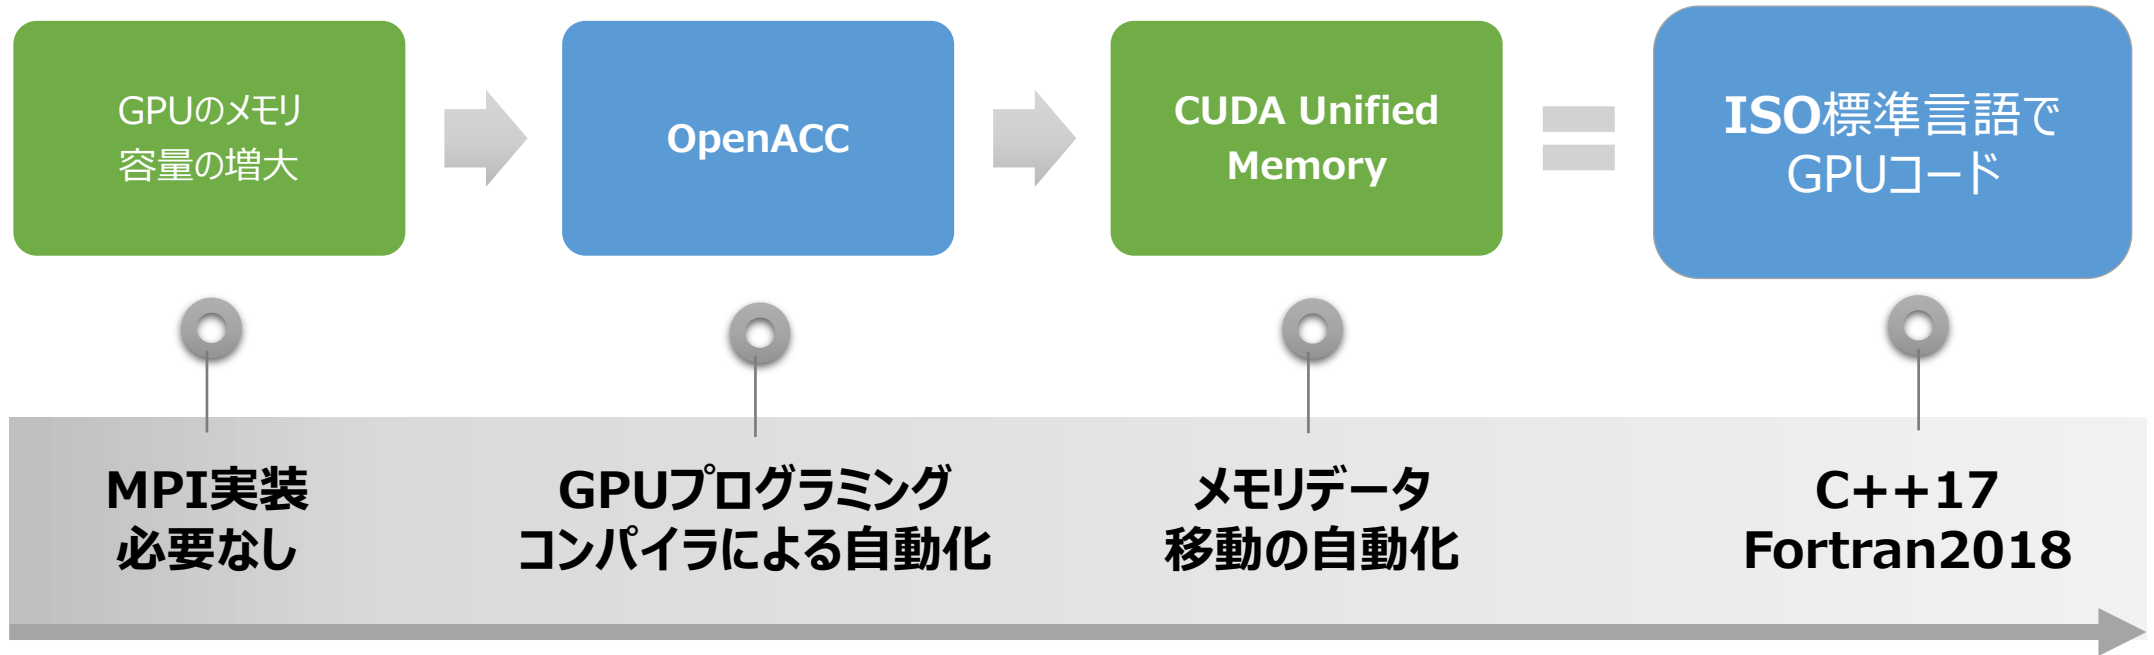 GPUのメモリ
容量の増大
OpenACC
CUDA Unified
Memory
ISO標準言語で
GPUコード
MPI実装
必要なし
GPUプログラミング
コンパイラによる自動化
メモリデータ
移動の自動化
C++17
Fortran2018